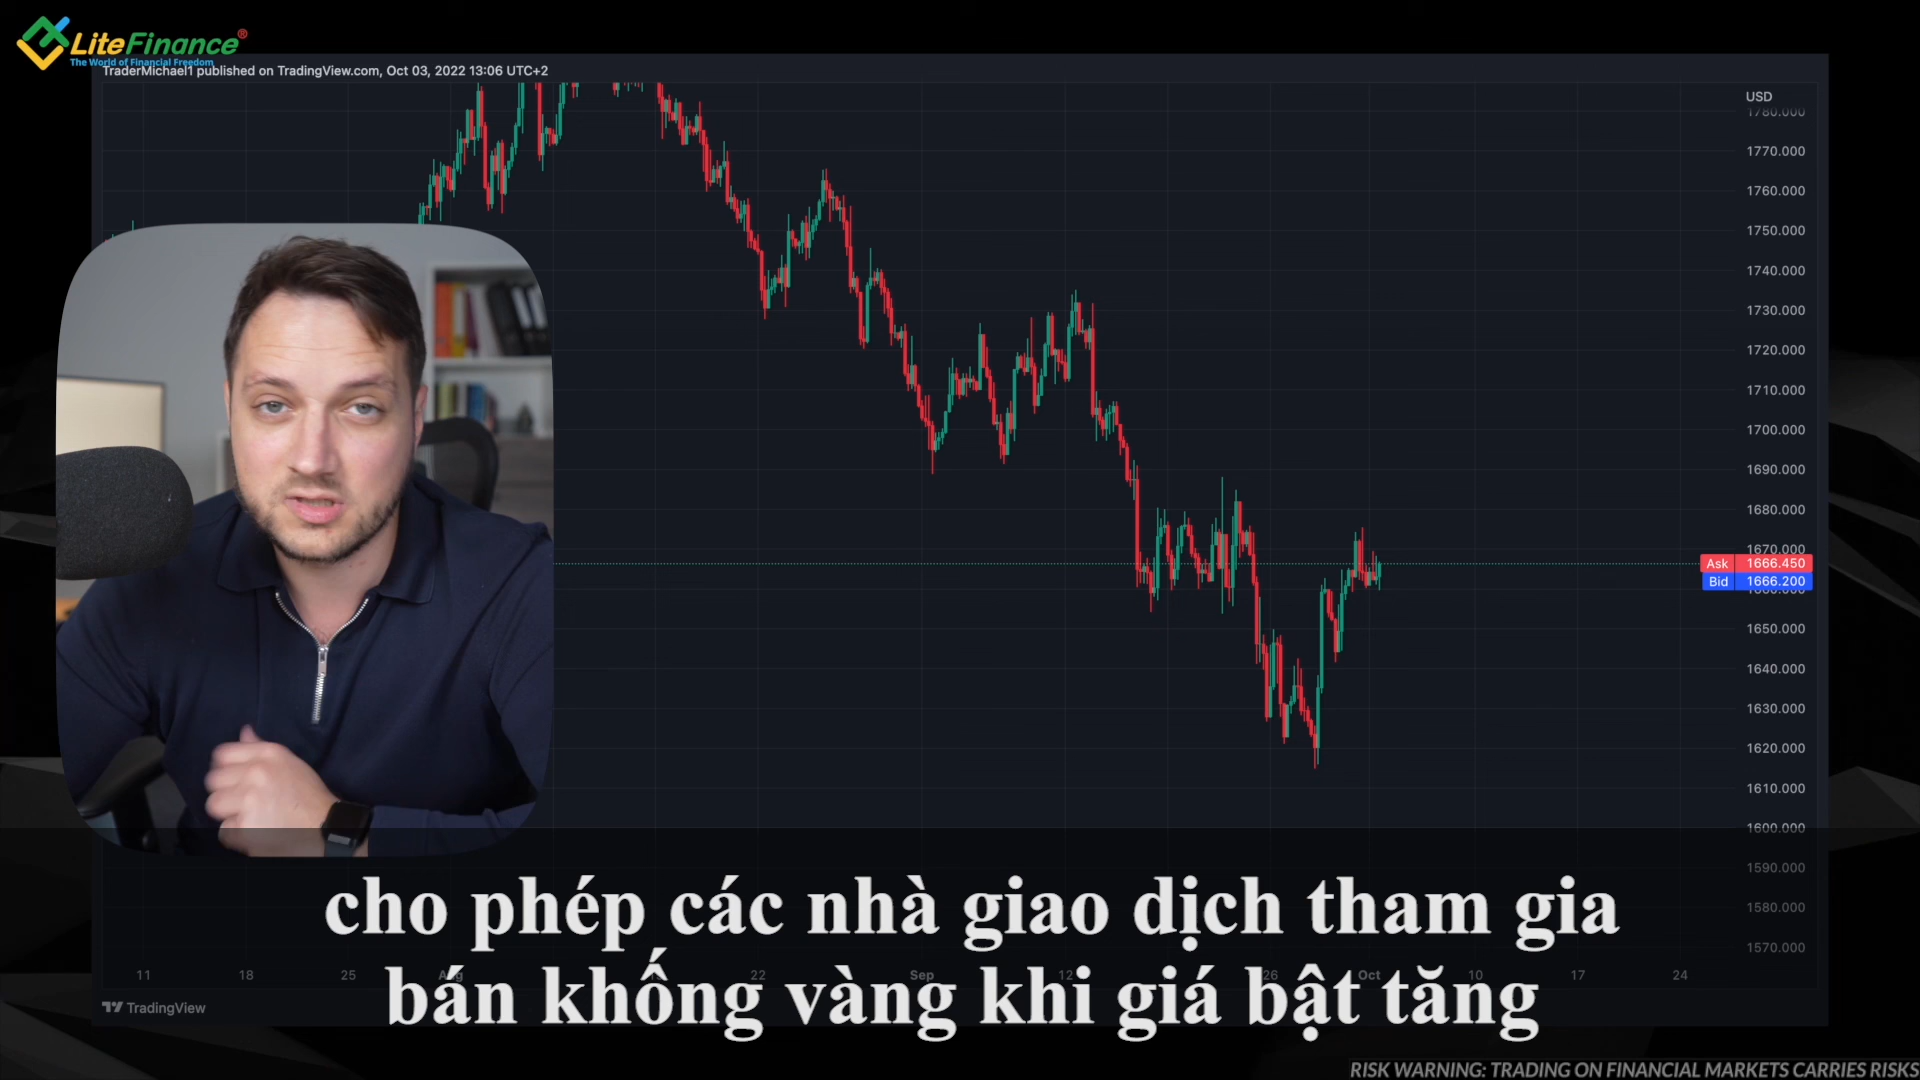 LiteFinance®
The World of Financial Freedom
TraderMichael1 published on TradingView.com, Oct 03, 2022 13:06 UTC+2
USD
1780.000
1770.000
1760.000
1750.000
1740.000
1730.000
1720.000
1710.000
1700.000
1690.000
1680.000
1670.000
Ask 1666.450
Bid 1666.200
1660.000
1650.000
1640.000
1630.000
1620.000
1610.000
1600.000
1590.000
1580.000
1570.000
cho phép các nhà giao dịch tham gia
11 18 25 Aug 22 Sep 12 26 Oct 10 17 24
bán khống vàng khi giá bật tăng
TradingView
RISK WARNING: TRADING ON FINANCIAL MARKETS CARRIES RISKS